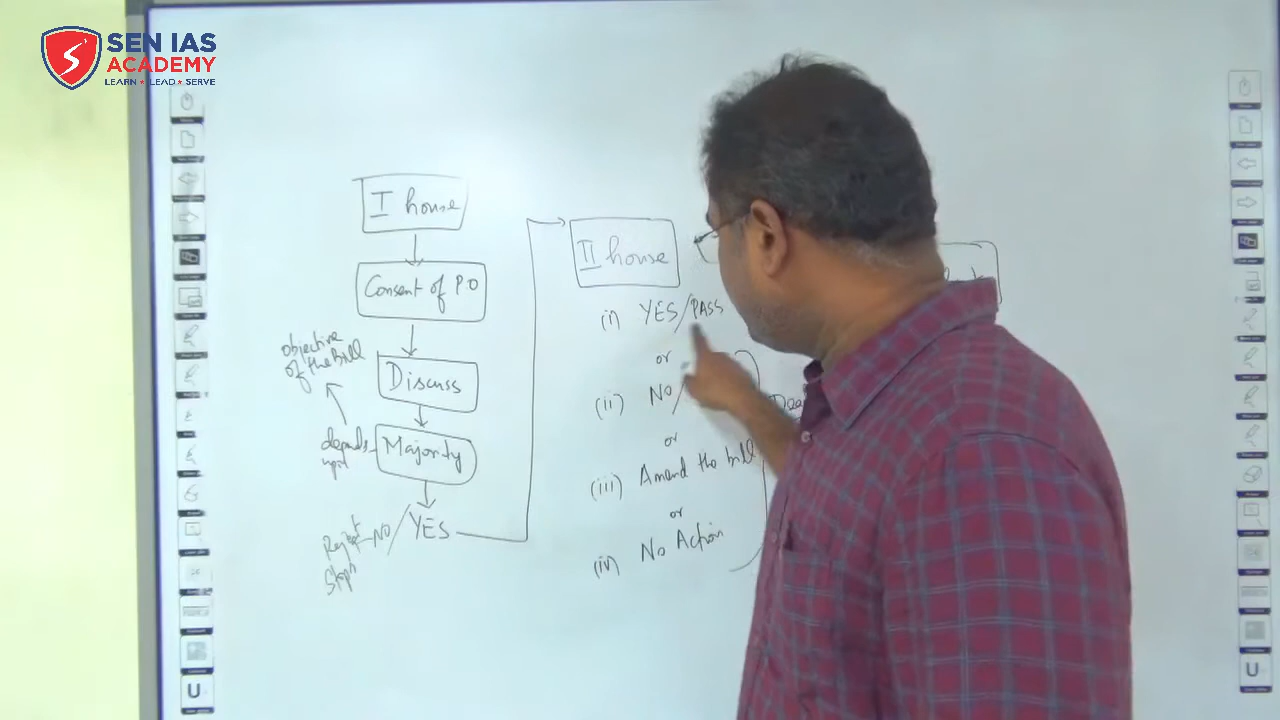 SEN IAS
ACADEMY
LEARN ★ LEAD ★ SERVE
I house
Consent of P.O
Discuss
Majority
depends
upon
objective
of the Bill
NO/YES
Reject
Stop
II house
(i) YES/PASS
or
(ii) NO/
or
(iii) Amend the bill
or
(iv) No Action
U
U